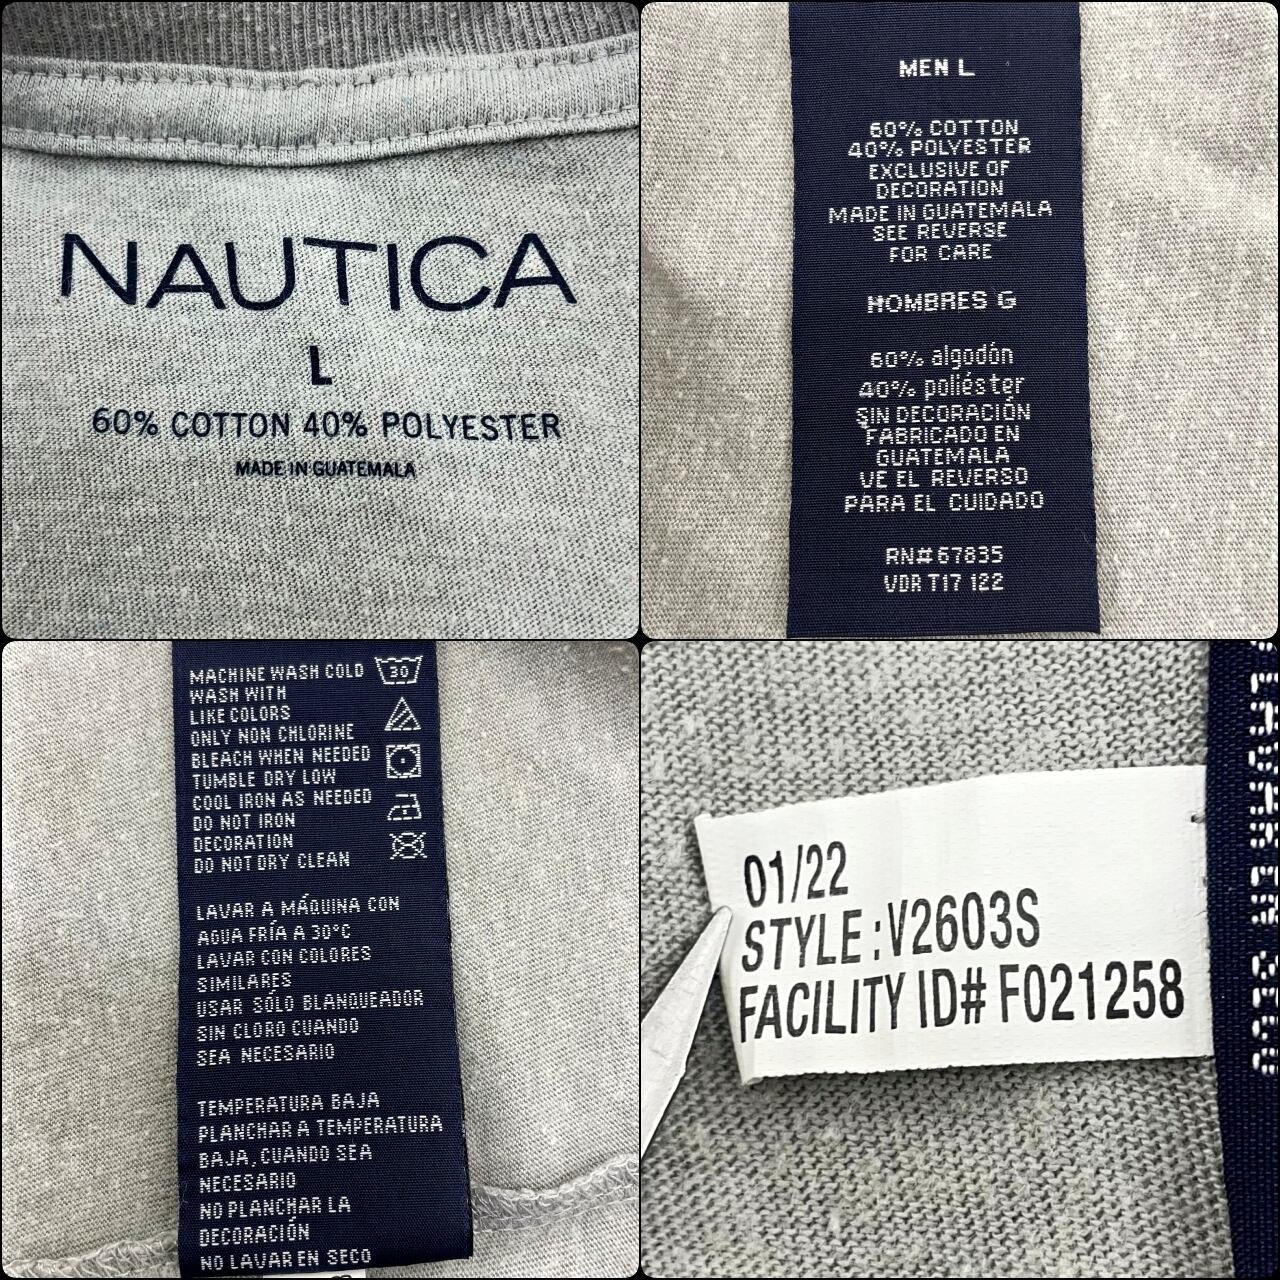 NAUTICA
L
60% COTTON 40% POLYESTER
MADE IN GUATEMALA
MEN L
60% COTTON
40% POLYESTER
EXCLUSIVE OF
DECORATION
MADE IN GUATEMALA
SEE REVERSE
FOR CARE
HOMBRES G
60% algodón
40% poliéster
SIN DECORACIÓN
FABRICADO EN
GUATEMALA
VE EL REVERSO
PARA EL CUIDADO
RN# 67835
VDR T17 122
MACHINE WASH COLD
30
WASH WITH
LIKE COLORS
ONLY NON CHLORINE
BLEACH WHEN NEEDED
TUMBLE DRY LOW
COOL IRON AS NEEDED
DO NOT IRON
DECORATION
DO NOT DRY CLEAN
LAVAR A MÁQUINA CON
AGUA FRÍA A 30°C
LAVAR CON COLORES
SIMILARES
USAR SÓLO BLANQUEADOR
SIN CLORO CUANDO
SEA NECESARIO
TEMPERATURA BAJA
PLANCHAR A TEMPERATURA
BAJA, CUANDO SEA
NECESARIO
NO PLANCHAR LA
DECORACIÓN
NO LAVAR EN SECO
01/22
STYLE : V2603S
FACILITY ID# F021258
LAVAR EN SECO